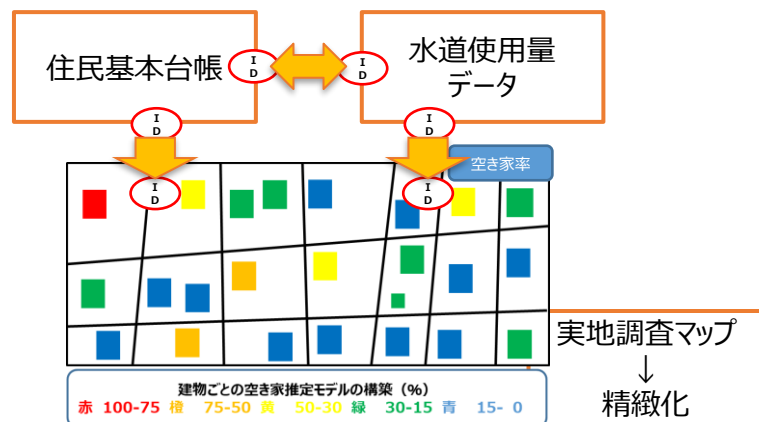 住民基本台帳
I
D
I
D
水道使用量
データ
I
D
I
D
空き家率
I
D
I
D
実地調査マップ
↓
精緻化
建物ごとの空き家推定モデルの構築（%）
赤 100-75 橙 75-50 黄 50-30 緑 30-15 青 15- 0